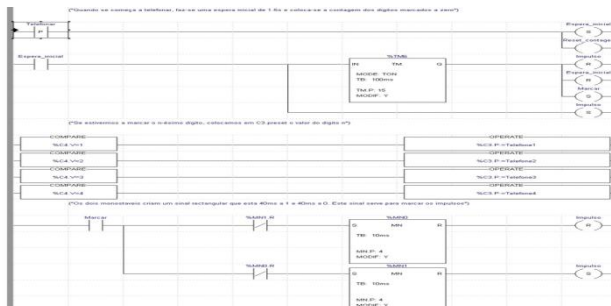 (*Quando se começa a telefonar, faz-se uma espera inicial de 1.5s e coloca-se a contagem dos dígitos marcados a zero*)
Telefonar
P
Espera_inicial
S
Reset_contage
Espera_inicial
%TM6
IN TM Q
MODE: TON
TB: 100ms
TM.P: 15
MODIF: Y
Impulso
R
Espera_inicial
R
Marcar
S
Impulso
S
(*Se estivermos a marcar o n-ésimo dígito, colocamos em C3 preset o valor do dígito n*)
COMPARE
%C4.V=1
OPERATE
%C3.P:=Telefone1
COMPARE
%C4.V=2
OPERATE
%C3.P:=Telefone2
COMPARE
%C4.V=3
OPERATE
%C3.P:=Telefone3
COMPARE
%C4.V=4
OPERATE
%C3.P:=Telefone4
(*Os dois monostáveis criam um sinal rectangular que esta 40ms a 1 e 40ms a 0. Este sinal serve para marcar os impulsos*)
Marcar
%MN1.R
%MN0
S MN R
TB: 10ms
MN.P: 4
MODIF: Y
Impulso
R
%MN0.R
%MN1
S MN R
TB: 10ms
MN.P: 4
MODIF: Y
Impulso
S